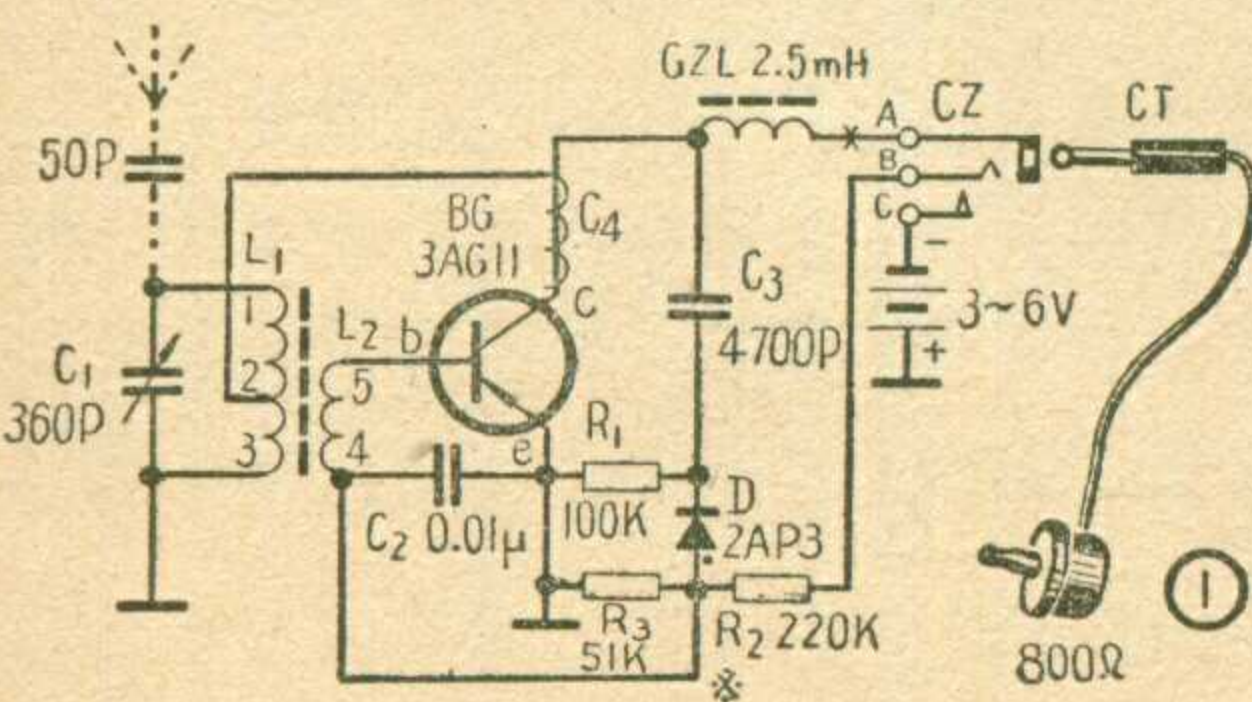 GZL 2.5mH
CZ
CT
A
B
C
50P
BG
3AG11
C4
C3
4700P
3~6V
-
+
L1
1
2
3
L2
5
4
b
c
e
C1
360P
R1
100K
D
2AP3
C2 0.01μ
R3
51K
R2 220K
※
800Ω
1